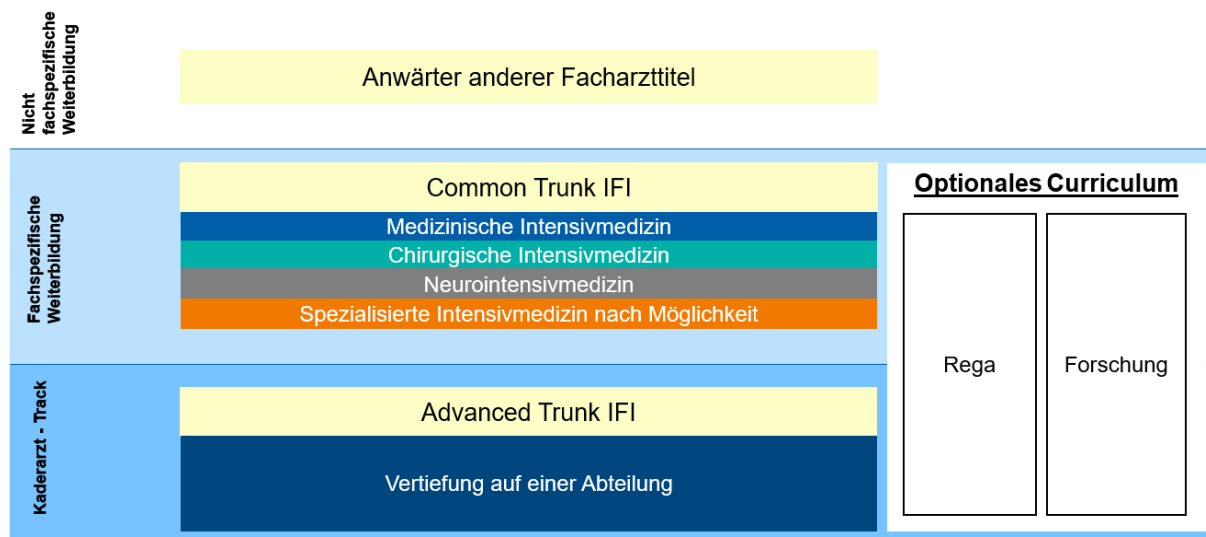 Nicht
fachspezifische
Weiterbildung
Anwärter anderer Facharzttitel
Fachspezifische
Weiterbildung
Common Trunk IFI
Medizinische Intensivmedizin
Chirurgische Intensivmedizin
Neurointensivmedizin
Spezialisierte Intensivmedizin nach Möglichkeit
Kaderarzt - Track
Advanced Trunk IFI
Vertiefung auf einer Abteilung
Optionales Curriculum
Rega
Forschung